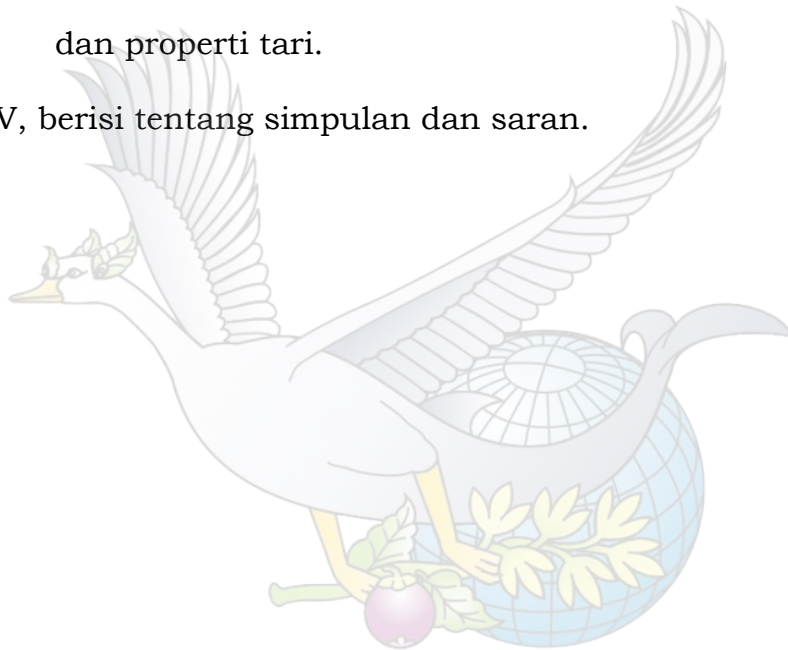 dan properti tari.
V, berisi tentang simpulan dan saran.